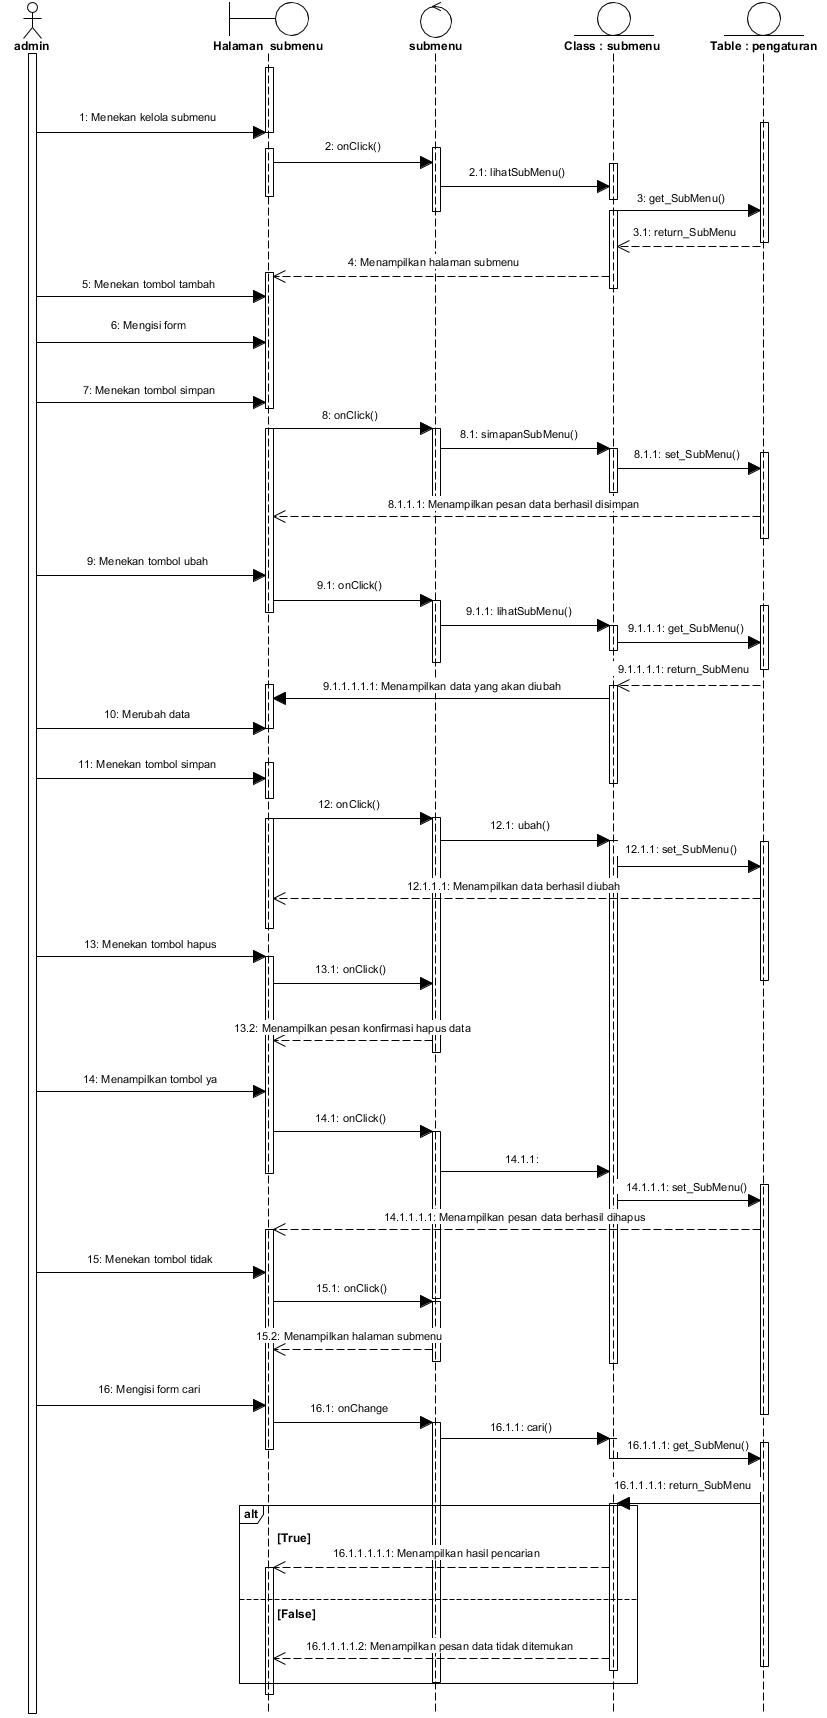 admin
Halaman submenu
submenu
Class : submenu
Table : pengaturan
1: Menekan kelola submenu
2: onClick()
2.1: lihatSubMenu()
3: get_SubMenu()
3.1: return_SubMenu
4: Menampilkan halaman submenu
5: Menekan tombol tambah
6: Mengisi form
7: Menekan tombol simpan
8: onClick()
8.1: simapanSubMenu()
8.1.1: set_SubMenu()
8.1.1.1: Menampilkan pesan data berhasil disimpan
9: Menekan tombol ubah
9.1: onClick()
9.1.1: lihatSubMenu()
9.1.1.1: get_SubMenu()
9.1.1.1.1: return_SubMenu
9.1.1.1.1.1: Menampilkan data yang akan diubah
10: Merubah data
11: Menekan tombol simpan
12: onClick()
12.1: ubah()
12.1.1: set_SubMenu()
12.1.1.1: Menampilkan data berhasil diubah
13: Menekan tombol hapus
13.1: onClick()
13.2: Menampilkan pesan konfirmasi hapus data
14: Menampilkan tombol ya
14.1: onClick()
14.1.1:
14.1.1.1: set_SubMenu()
14.1.1.1.1: Menampilkan pesan data berhasil dihapus
15: Menekan tombol tidak
15.1: onClick()
15.2: Menampilkan halaman submenu
16: Mengisi form cari
16.1: onChange
16.1.1: cari()
16.1.1.1: get_SubMenu()
16.1.1.1.1: return_SubMenu
alt
[True]
16.1.1.1.1.1: Menampilkan hasil pencarian
[False]
16.1.1.1.1.2: Menampilkan pesan data tidak ditemukan